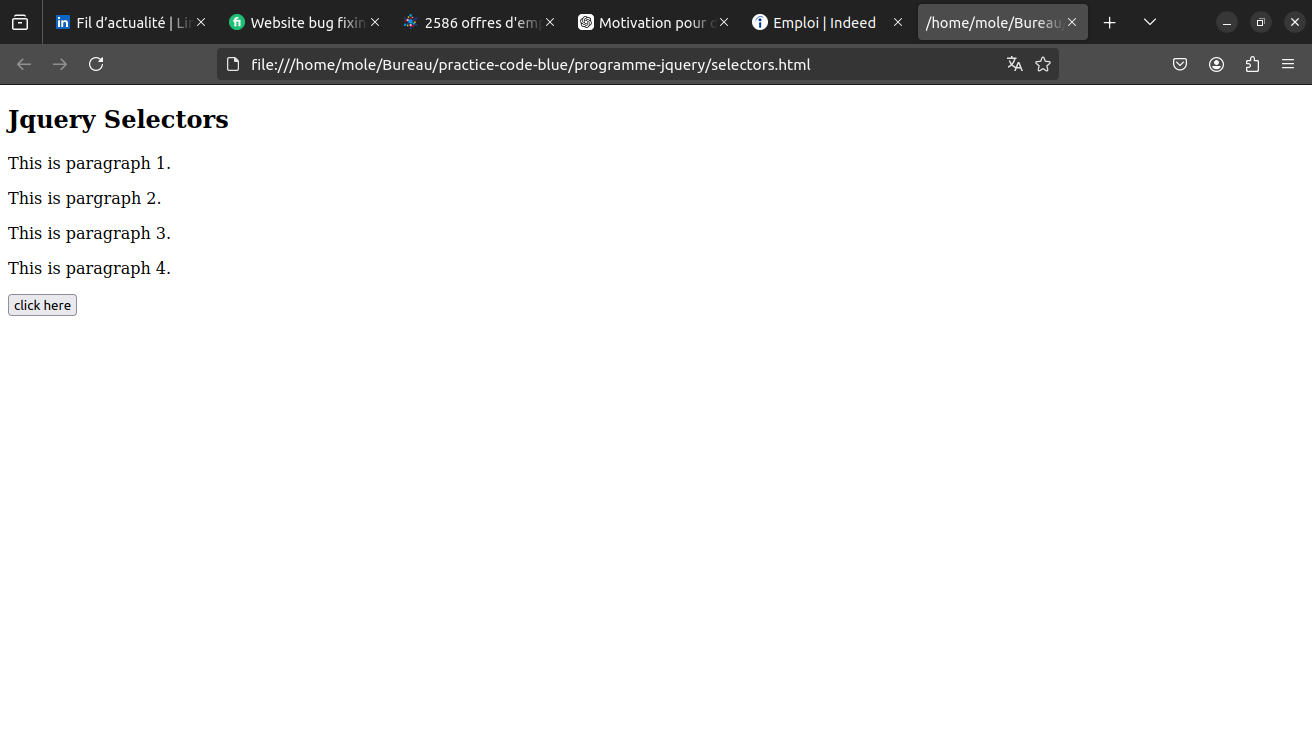 Fil d’actualité | Lin
Website bug fixin
2586 offres d'emp
Motivation pour d
Emploi | Indeed
/home/mole/Bureau/
file:///home/mole/Bureau/practice-code-blue/programme-jquery/selectors.html
Jquery Selectors
This is paragraph 1.
This is pargraph 2.
This is paragraph 3.
This is paragraph 4.
click here